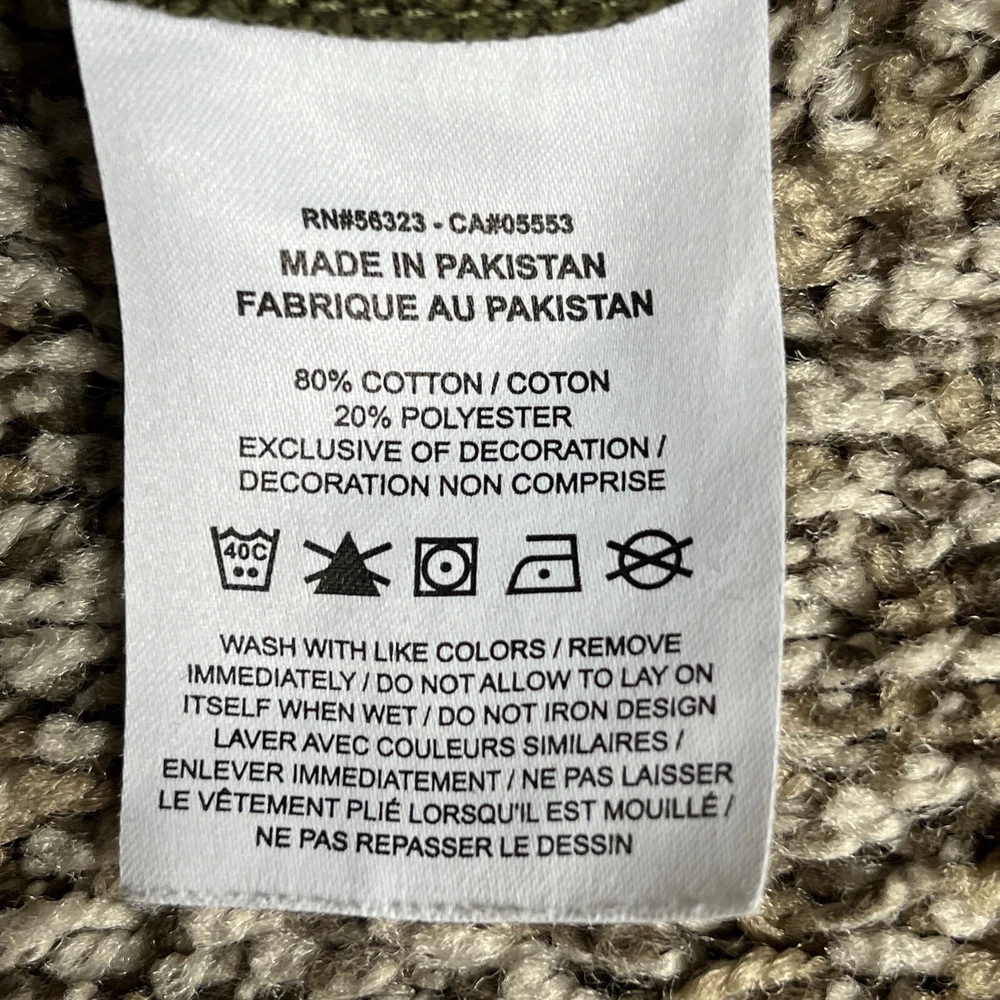 RN#56323 - CA#05553
MADE IN PAKISTAN
FABRIQUE AU PAKISTAN
80% COTTON / COTON
20% POLYESTER
EXCLUSIVE OF DECORATION /
DECORATION NON COMPRISE
40C
WASH WITH LIKE COLORS / REMOVE
IMMEDIATELY / DO NOT ALLOW TO LAY ON
ITSELF WHEN WET / DO NOT IRON DESIGN
LAVER AVEC COULEURS SIMILAIRES /
ENLEVER IMMEDIATEMENT / NE PAS LAISSER
LE VÊTEMENT PLIÉ LORSQU'IL EST MOUILLÉ /
NE PAS REPASSER LE DESSIN